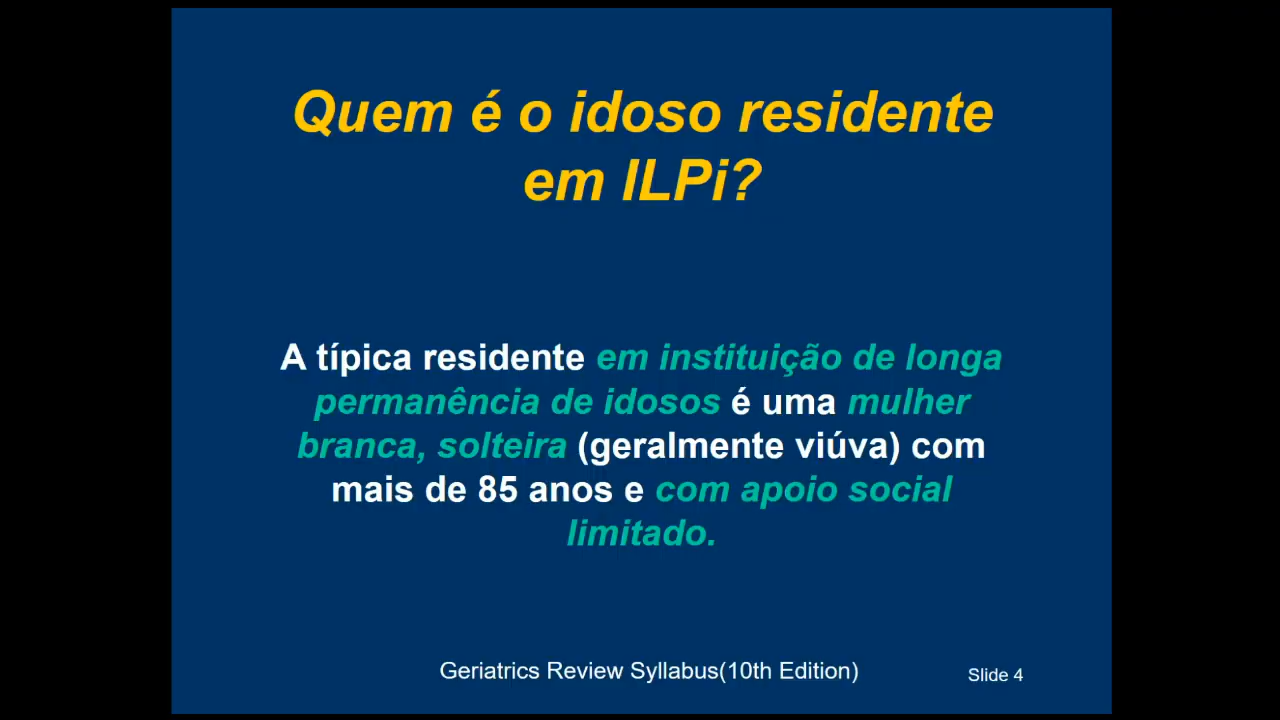 Quem é o idoso residente
em ILPi?
A típica residente em instituição de longa
permanência de idosos é uma mulher
branca, solteira (geralmente viúva) com
mais de 85 anos e com apoio social
limitado.
Geriatrics Review Syllabus(10th Edition)
Slide 4